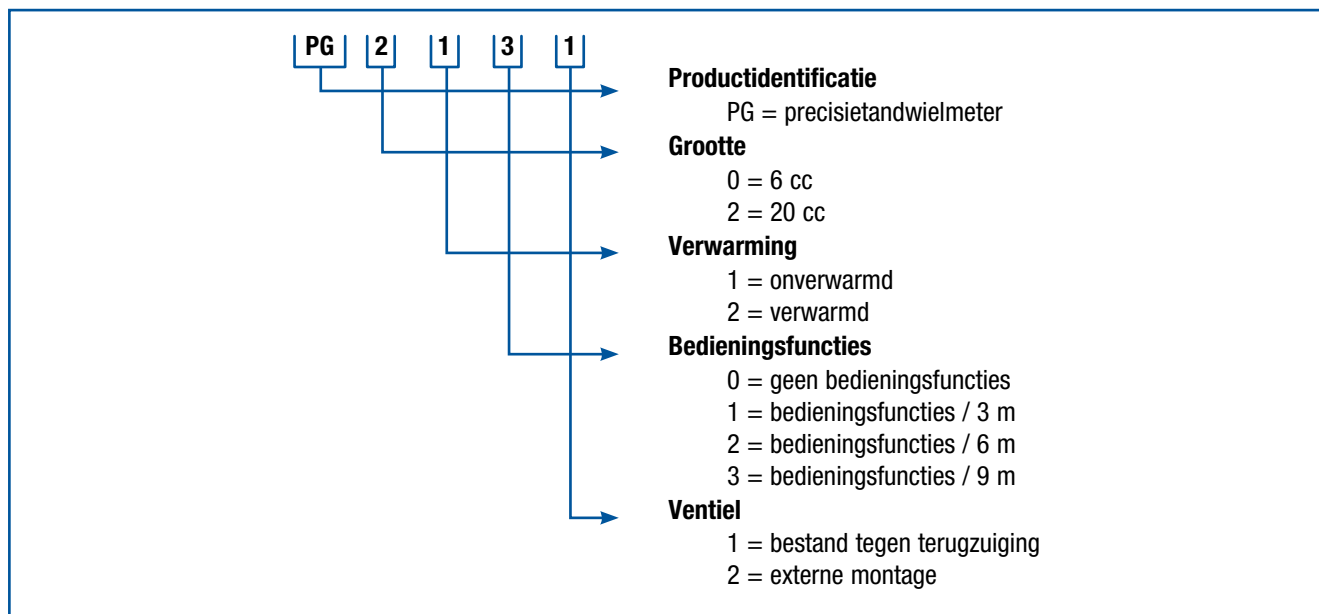 PG 2 1 3 1
Productidentificatie
PG = precisietandwielmeter
Grootte
0 = 6 cc
2 = 20 cc
Verwarming
1 = onverwarmd
2 = verwarmd
Bedieningsfuncties
0 = geen bedieningsfuncties
1 = bedieningsfuncties / 3 m
2 = bedieningsfuncties / 6 m
3 = bedieningsfuncties / 9 m
Ventiel
1 = bestand tegen terugzuiging
2 = externe montage